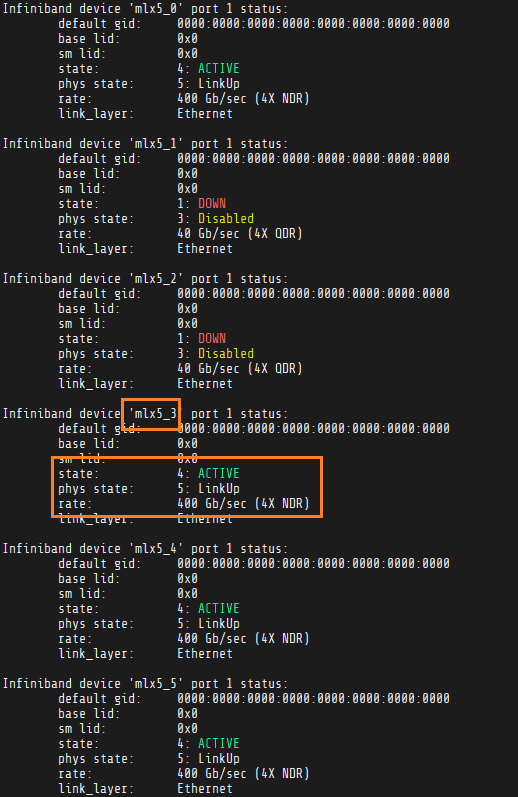 Infiniband device 'mlx5_0' port 1 status:
default gid: 0000:0000:0000:0000:0000:0000:0000:0000
base lid: 0x0
sm lid: 0x0
state: 4: ACTIVE
phys state: 5: LinkUp
rate: 400 Gb/sec (4X NDR)
link_layer: Ethernet
Infiniband device 'mlx5_1' port 1 status:
default gid: 0000:0000:0000:0000:0000:0000:0000:0000
base lid: 0x0
sm lid: 0x0
state: 1: DOWN
phys state: 3: Disabled
rate: 40 Gb/sec (4X QDR)
link_layer: Ethernet
Infiniband device 'mlx5_2' port 1 status:
default gid: 0000:0000:0000:0000:0000:0000:0000:0000
base lid: 0x0
sm lid: 0x0
state: 1: DOWN
phys state: 3: Disabled
rate: 40 Gb/sec (4X QDR)
link_layer: Ethernet
Infiniband device 'mlx5_3' port 1 status:
default gid: 0000:0000:0000:0000:0000:0000:0000:0000
base lid: 0x0
sm lid: 0x0
state: 4: ACTIVE
phys state: 5: LinkUp
rate: 400 Gb/sec (4X NDR)
link_layer: Ethernet
Infiniband device 'mlx5_4' port 1 status:
default gid: 0000:0000:0000:0000:0000:0000:0000:0000
base lid: 0x0
sm lid: 0x0
state: 4: ACTIVE
phys state: 5: LinkUp
rate: 400 Gb/sec (4X NDR)
link_layer: Ethernet
Infiniband device 'mlx5_5' port 1 status:
default gid: 0000:0000:0000:0000:0000:0000:0000:0000
base lid: 0x0
sm lid: 0x0
state: 4: ACTIVE
phys state: 5: LinkUp
rate: 400 Gb/sec (4X NDR)
link_layer: Ethernet